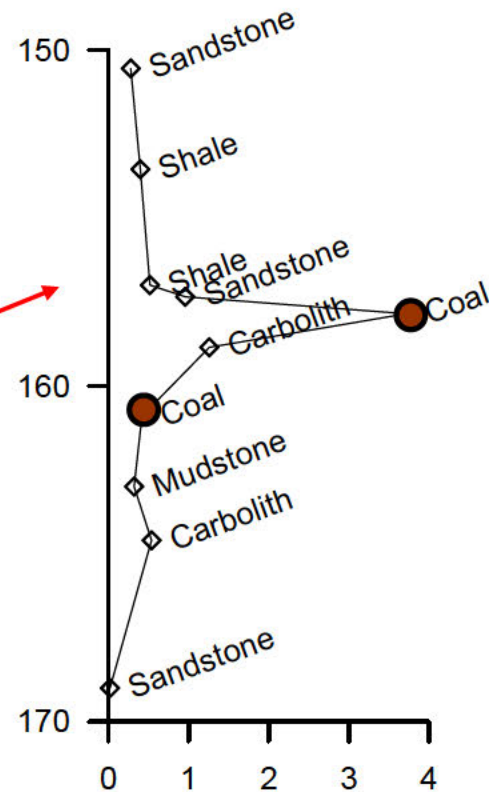 150
Sandstone
Shale
Shale
Sandstone
Coal
Carbolith
160
Coal
Mudstone
Carbolith
Sandstone
170
0 1 2 3 4